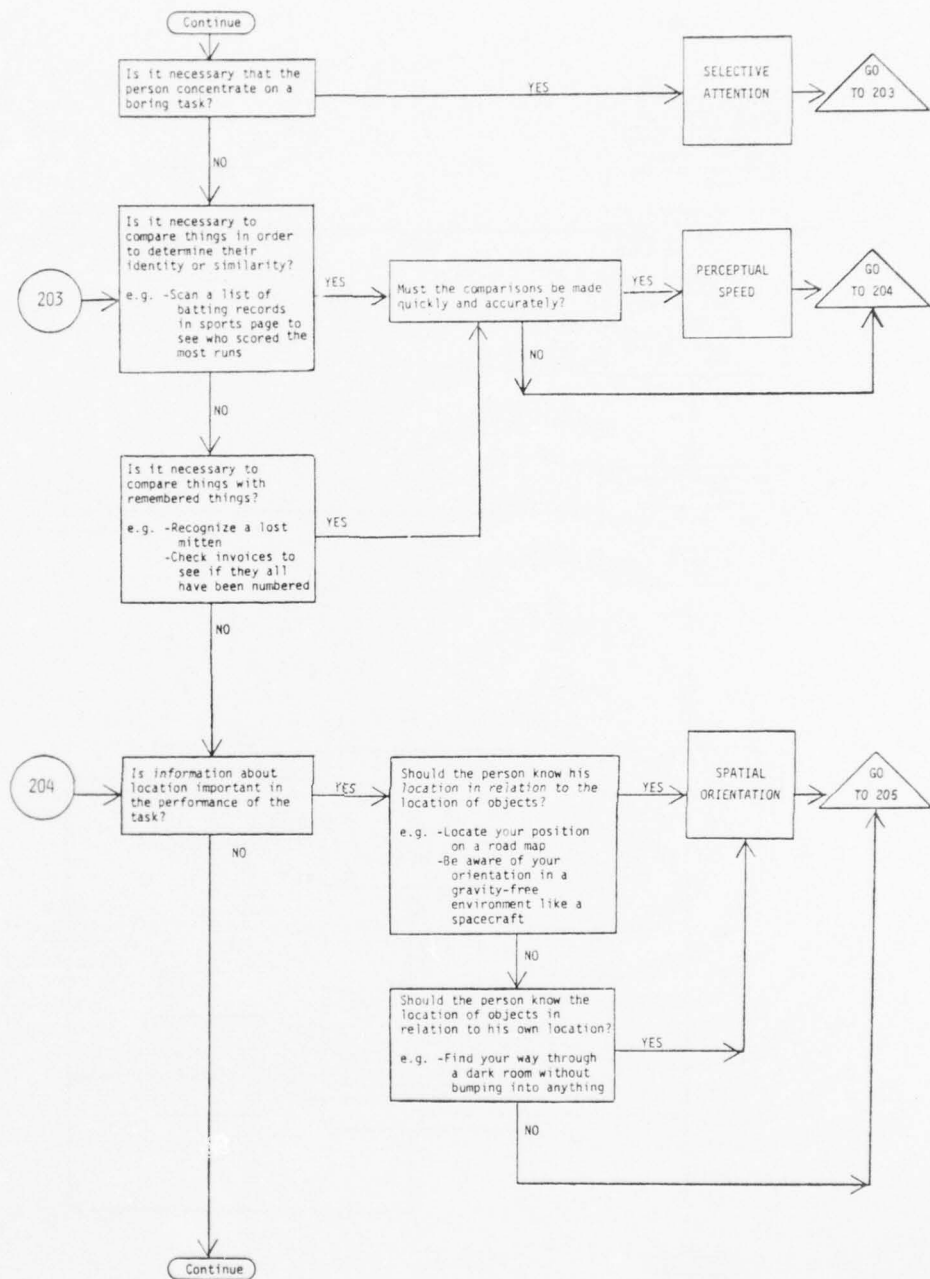 Continue
Is it necessary that the
person concentrate on a
boring task?
YES
SELECTIVE
ATTENTION
GO
TO 203
NO
203
Is it necessary to
compare things in order
to determine their
identity or similarity?
e.g. -Scan a list of
batting records
in sports page to
see who scored the
most runs
YES
Must the comparisons be made
quickly and accurately?
YES
PERCEPTUAL
SPEED
GO
TO 204
NO
NO
Is it necessary to
compare things with
remembered things?
e.g. -Recognize a lost
mitten
-Check invoices to
see if they all
have been numbered
YES
NO
204
Is information about
location important in
the performance of the
task?
YES
Should the person know his
location in relation to the
location of objects?
e.g. -Locate your position
on a road map
-Be aware of your
orientation in a
gravity-free
environment like a
spacecraft
YES
SPATIAL
ORIENTATION
GO
TO 205
NO
NO
Should the person know the
location of objects in
relation to his own location?
e.g. -Find your way through
a dark room without
bumping into anything
YES
NO
Continue